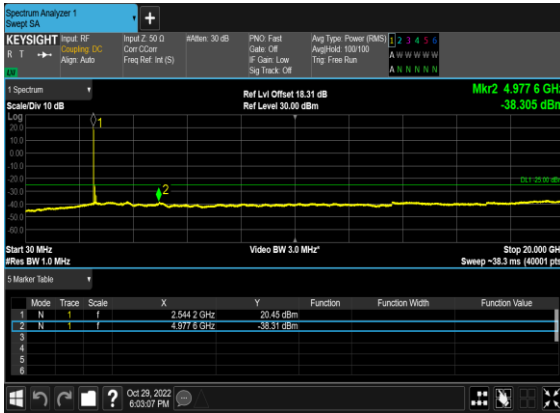 Spectrum Analyzer 1
Swept SA
+
KEYSIGHT
R T
Input: RF
Coupling: DC
Align: Auto
Input Z: 50 Ω
Corr CCorr
Freq Ref: Int (S)
#Atten: 30 dB
PNO: Fast
Gate: Off
IF Gain: Low
Sig Track: Off
Avg Type: Power (RMS)
Avg|Hold: 100/100
Trig: Free Run
1 2 3 4 5 6
A W W W W W
A N N N N N
1 Spectrum
Scale/Div 10 dB
Ref Lvl Offset 18.31 dB
Ref Level 30.00 dBm
Mkr2 4.977 6 GHz
-38.305 dBm
Log
20.0
10.0
0.00
-10.0
-20.0
-30.0
-40.0
-50.0
-60.0
1
2
DL1 -25.00 dBm
Start 30 MHz
#Res BW 1.0 MHz
Video BW 3.0 MHz*
Stop 20.000 GHz
Sweep ~38.3 ms (40001 pts)
5 Marker Table
Mode Trace Scale X Y Function Function Width Function Value
1 N 1 f 2.544 2 GHz 20.45 dBm
2 N 1 f 4.977 6 GHz -38.31 dBm
3
4
5
6
?
Oct 29, 2022
6:03:07 PM